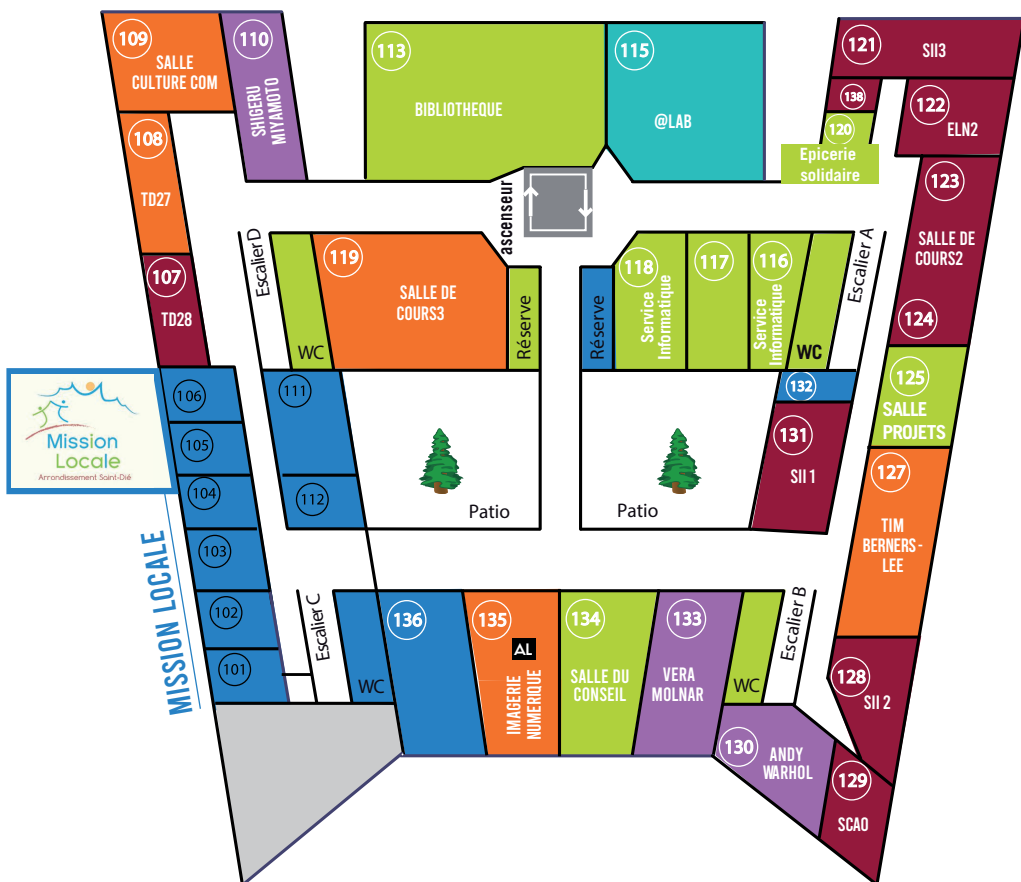 109
SALLE
CULTURE COM
110
SHIGERU
MIYAMOTO
113
BIBLIOTHEQUE
115
@LAB
121
SII3
138
122
ELN2
120
Epicerie
solidaire
108
TD27
107
TD28
ascenseur
Escalier D
WC
119
SALLE DE
COURS3
Réserve
Réserve
118
Service
Informatique
117
116
Service
Informatique
WC
Escalier A
123
SALLE DE
COURS2
124
125
SALLE
PROJETS
Mission
Locale
Arrondissement Saint-Dié
MISSION LOCALE
106
105
104
103
102
101
111
112
Patio
Patio
132
131
SII 1
127
TIM
BERNERS-
LEE
Escalier C
WC
136
135
AL
IMAGERIE
NUMERIQUE
134
SALLE DU
CONSEIL
133
VERA
MOLNAR
WC
Escalier B
128
SII 2
130
ANDY
WARHOL
129
SCAO